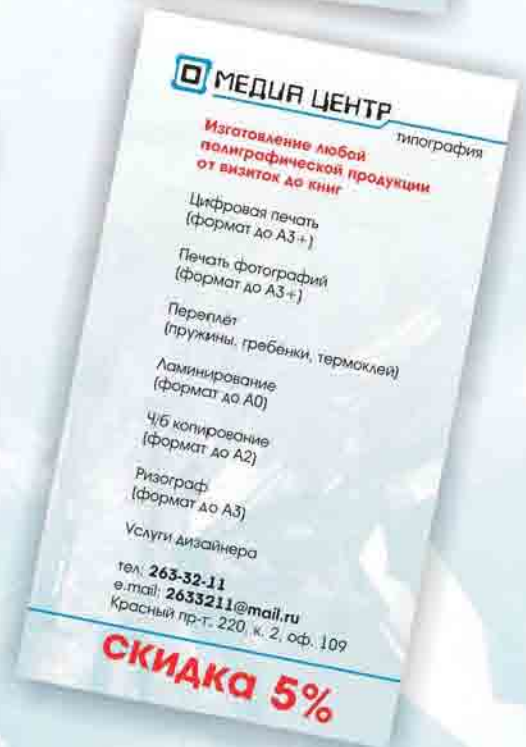 МЕДИА ЦЕНТР
типография
Изготовление любой
полиграфической продукции
от визиток до книг
Цифровая печать
(формат до А3+)
Печать фотографий
(формат до А3+)
Переплёт
(пружины, гребенки, термоклей)
Ламинирование
(формат до А0)
Ч/б копирование
(формат до А2)
Ризограф
(формат до А3)
Услуги дизайнера
тел: 263-32-11
e.mail: 2633211@mail.ru
Красный пр-т, 220, к. 2, оф. 109
СКИДКА 5%